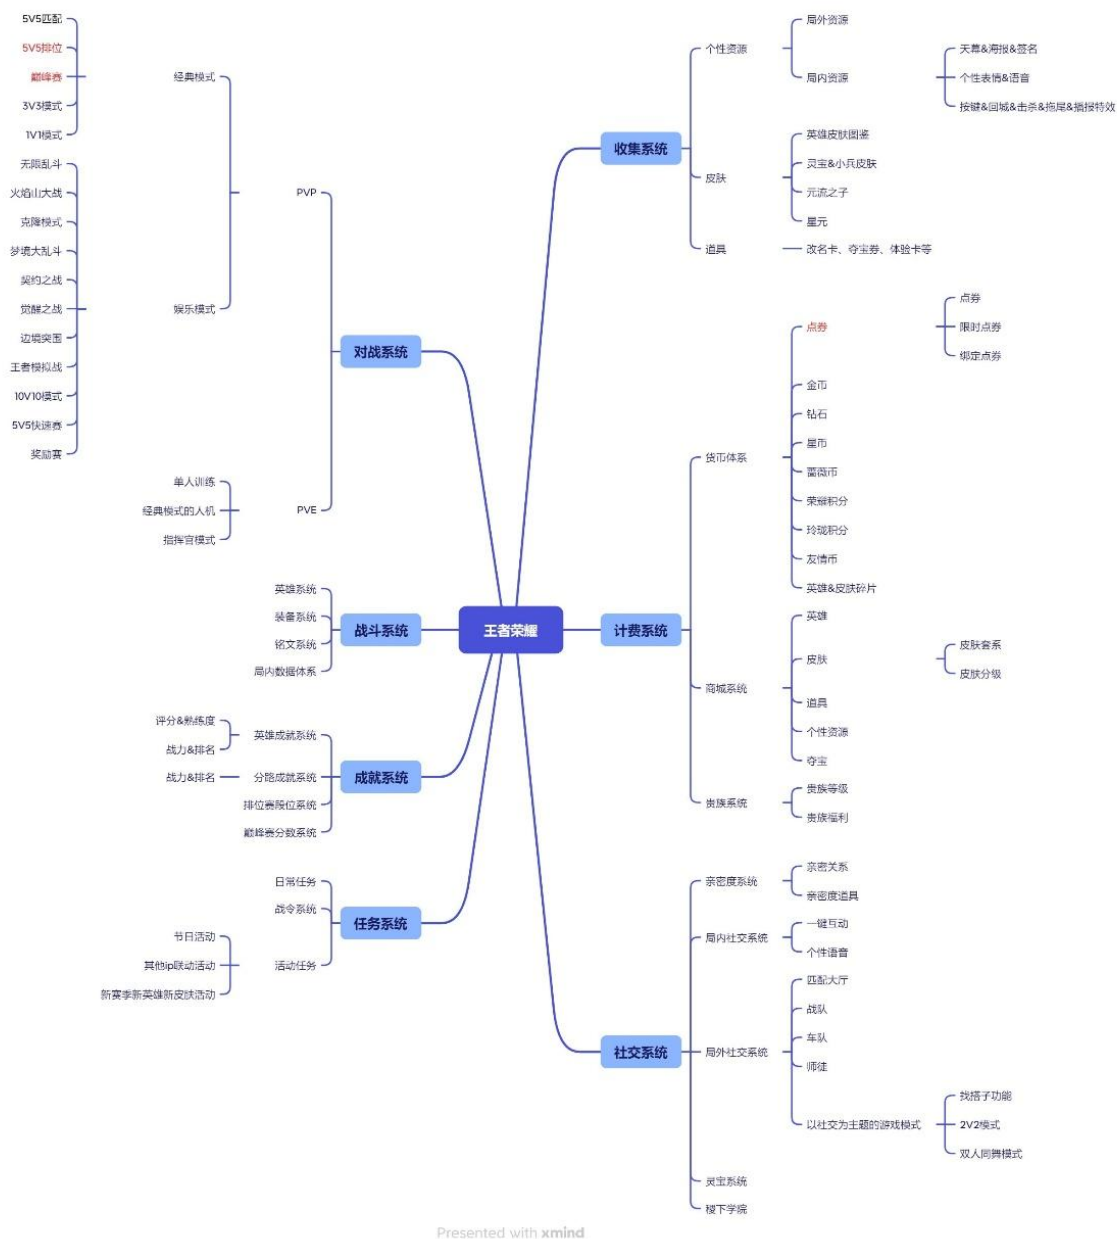 王者荣耀
对战系统
PVP
经典模式
5V5匹配
5V5排位
巅峰赛
3V3模式
1V1模式
娱乐模式
无限乱斗
火焰山大战
克隆模式
梦境大乱斗
契约之战
觉醒之战
边境突围
王者模拟战
10V10模式
5V5快速赛
奖励赛
PVE
单人训练
经典模式的人机
指挥官模式
战斗系统
英雄系统
装备系统
铭文系统
局内数据体系
成就系统
英雄成就系统
评分&熟练度
战力&排名
分路成就系统
战力&排名
排位赛段位系统
巅峰赛分数系统
任务系统
日常任务
战令系统
活动任务
节日活动
其他ip联动活动
新赛季新英雄新皮肤活动
收集系统
个性资源
局外资源
局内资源
天幕&海报&签名
个性表情&语音
按键&回城&击杀&拖尾&播报特效
皮肤
英雄皮肤图鉴
灵宝&小兵皮肤
元流之子
星元
道具
改名卡、夺宝券、体验卡等
计费系统
货币体系
点券
点券
限时点券
绑定点券
金币
钻石
星币
蔷薇币
荣耀积分
玲珑积分
友情币
英雄&皮肤碎片
商城系统
英雄
皮肤
皮肤套系
皮肤分级
道具
个性资源
夺宝
贵族系统
贵族等级
贵族福利
社交系统
亲密度系统
亲密关系
亲密度道具
局内社交系统
一键互动
个性语音
局外社交系统
匹配大厅
战队
车队
师徒
以社交为主题的游戏模式
找搭子功能
2V2模式
双人同舞模式
灵宝系统
稷下学院
Presented with xmind